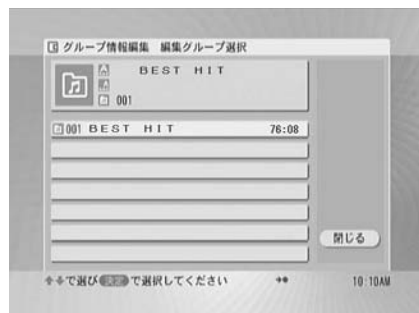 グループ情報編集 編集グループ選択
BEST HIT
001
001 BEST HIT 76:08
閉じる
で選び 決定 で選択してください
10:10AM